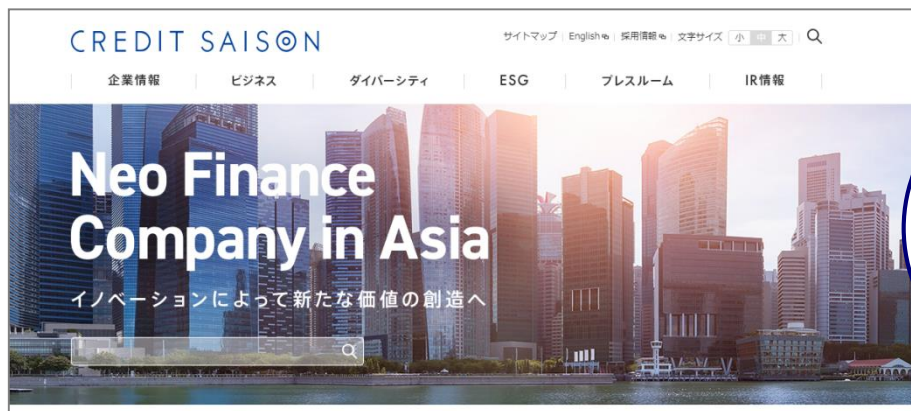 CREDIT SAISON
サイトマップ English 採用情報 文字サイズ 小 中 大
企業情報 ビジネス ダイバーシティ ESG プレスルーム IR情報
Neo Finance
Company in Asia
イノベーションによって新たな価値の創造へ